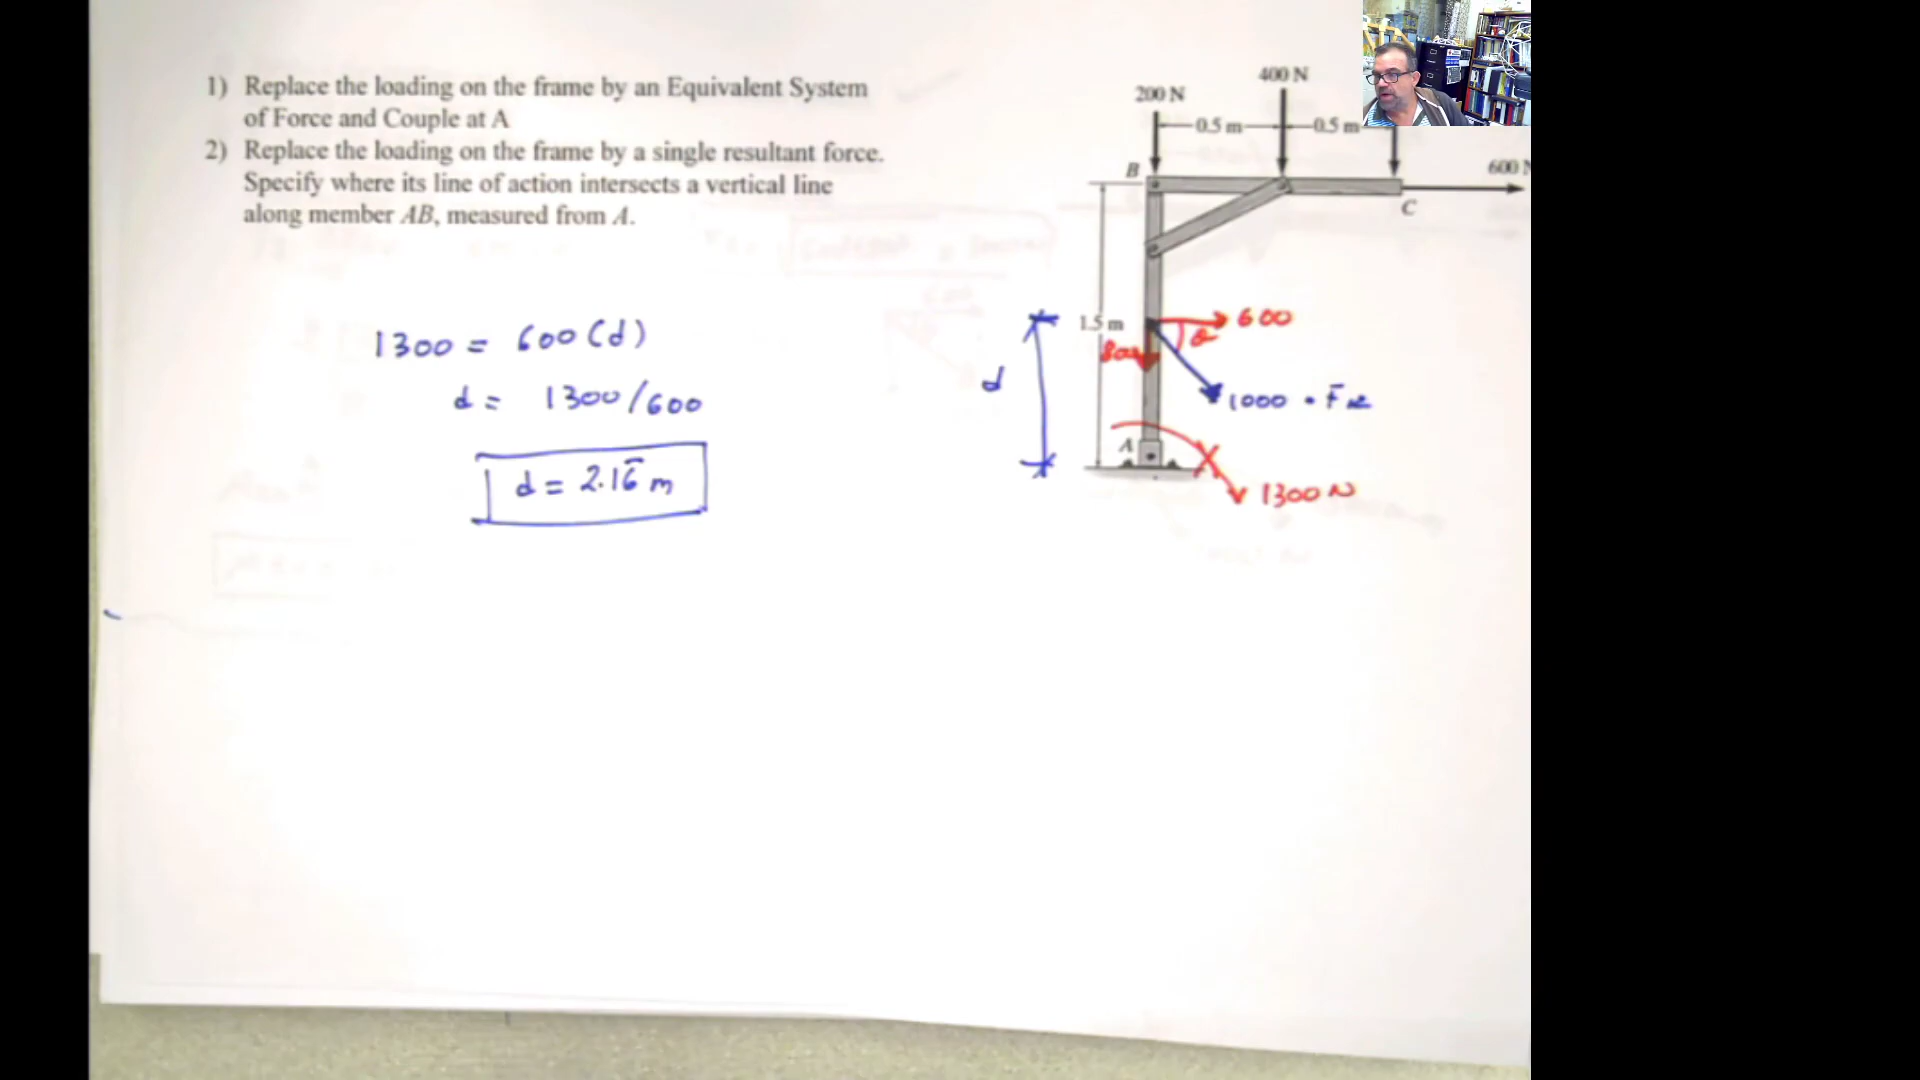 1) Replace the loading on the frame by an Equivalent System
of Force and Couple at A
2) Replace the loading on the frame by a single resultant force.
Specify where its line of action intersects a vertical line
along member AB, measured from A.
400 N
200 N
0.5 m
0.5 m
B
600 N
C
1300 = 600 (d)
d = 1300/600
d = 2.16̅ m
d
1.5 m
600
θ
800
1000 = FR
A
1300 N